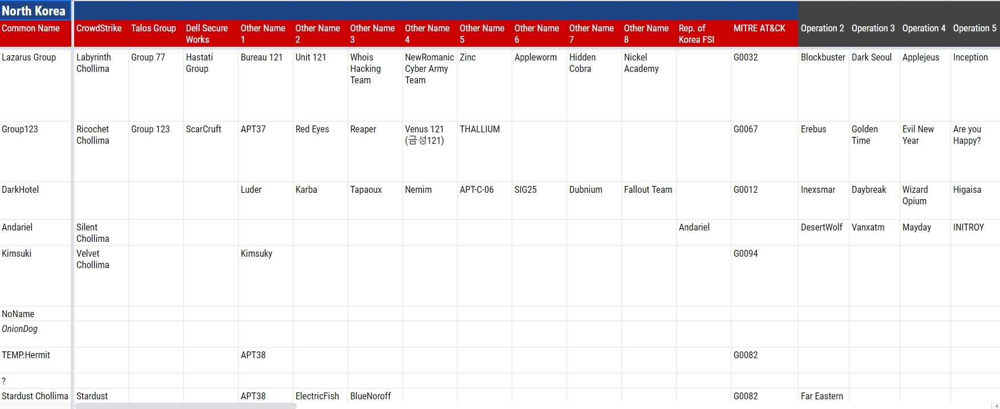 North Korea
Common Name CrowdStrike Talos Group Dell Secure Other Name Other Name Other Name Other Name Other Name Other Name Other Name Other Name Rep. of MITRE AT&CK Operation 2 Operation 3 Operation 4 Operation 5
Works 1 2 3 4 5 6 7 8 Korea FSI
Lazarus Group Labyrinth Group 77 Hastati Bureau 121 Unit 121 Whois NewRomanic Zinc Appleworm Hidden Nickel G0032 Blockbuster Dark Seoul Applejeus Inception
Chollima Group Hacking Cyber Army Cobra Academy
Team Team
Group123 Ricochet Group 123 ScarCruft APT37 Red Eyes Reaper Venus 121 THALLIUM G0067 Erebus Golden Evil New Are you
Chollima (금성121) Time Year Happy?
DarkHotel Luder Karba Tapaoux Nemim APT-C-06 SIG25 Dubnium Fallout Team G0012 Inexsmar Daybreak Wizard Higaisa
Opium
Andariel Silent Andariel DesertWolf Vanxatm Mayday INITROY
Chollima
Kimsuki Velvet Kimsuky G0094
Chollima
NoName
OnionDog
TEMP.Hermit APT38 G0082
?
Stardust Chollima Stardust APT38 ElectricFish BlueNoroff G0082 Far Eastern